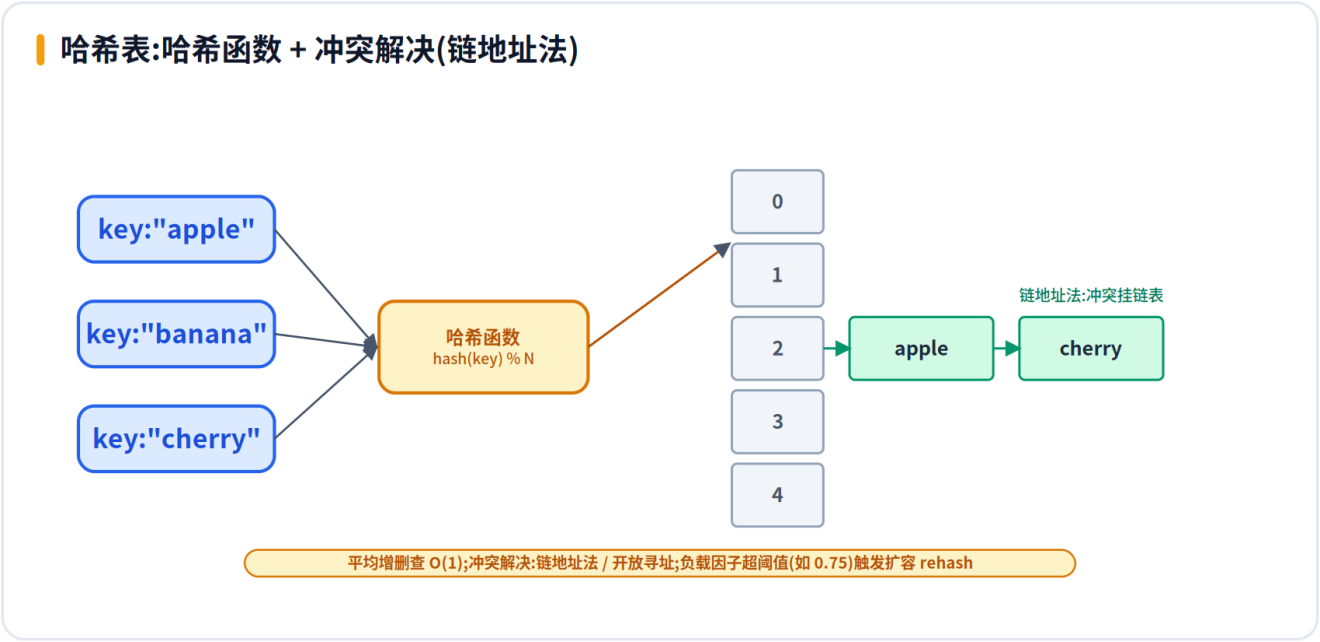 哈希表:哈希函数 + 冲突解决(链地址法)
key:"apple"
key:"banana"
key:"cherry"
哈希函数
hash(key) % N
0
1
2
3
4
链地址法:冲突挂链表
apple
cherry
平均增删查 O(1);冲突解决:链地址法 / 开放寻址;负载因子超阈值(如 0.75)触发扩容 rehash